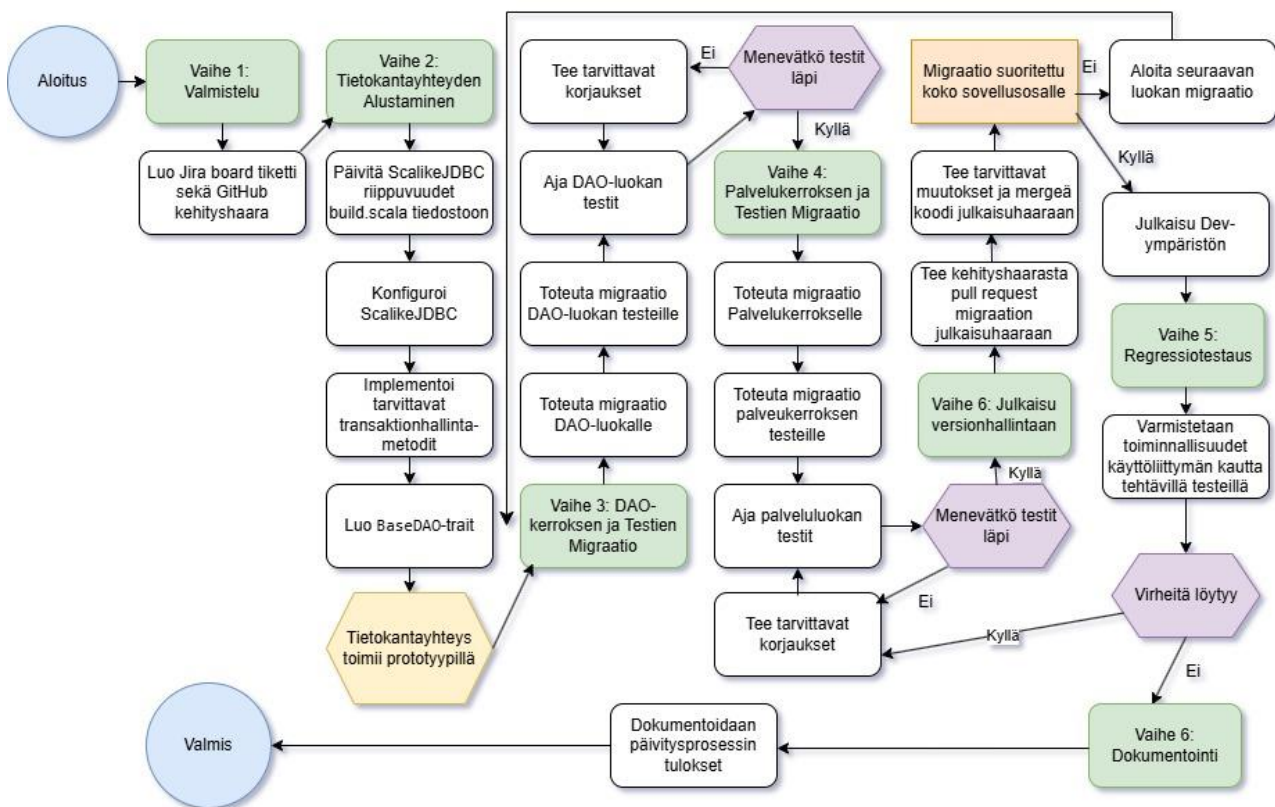 Aloitus
Vaihe 1:
Valmistelu
Luo Jira board tiketti
sekä GitHub
kehityshaara
Vaihe 2:
Tietokantayhteyden
Alustaminen
Päivitä ScalikeJDBC
riippuvuudet
build.scala tiedostoon
Konfiguroi
ScalikeJDBC
Implementoi
tarvittavat
transaktionhallinta-
metodit
Luo BaseDAO-trait
Tietokantayhteys
toimii prototyypillä
Vaihe 3: DAO-
kerroksen ja Testien
Migraatio
Toteuta migraatio
DAO-luokalle
Toteuta migraatio
DAO-luokan testeille
Aja DAO-luokan
testit
Tee tarvittavat
korjaukset
Ei
Menevätkö testit
läpi
Kyllä
Vaihe 4:
Palvelukerroksen ja
Testien Migraatio
Toteuta migraatio
Palvelukerrokselle
Toteuta migraatio
palveukerroksen
testeille
Aja palveluluokan
testit
Tee tarvittavat
korjaukset
Ei
Menevätkö testit
läpi
Kyllä
Vaihe 6: Julkaisu
versionhallintaan
Tee kehityshaarasta
pull request
migraation
julkaisuhaaraan
Tee tarvittavat
muutokset ja mergeä
koodi julkaisuhaaraan
Migraatio suoritettu
koko sovellusosalle
Ei
Aloita seuraavan
luokan migraatio
Kyllä
Julkaisu Dev-
ympäristön
Vaihe 5:
Regressiotestaus
Varmistetaan
toiminnallisuudet
käyttöliittymän kautta
tehtävillä testeillä
Virheitä löytyy
Kyllä
Ei
Vaihe 6:
Dokumentointi
Dokumentoidaan
päivitysprosessin
tulokset
Valmis